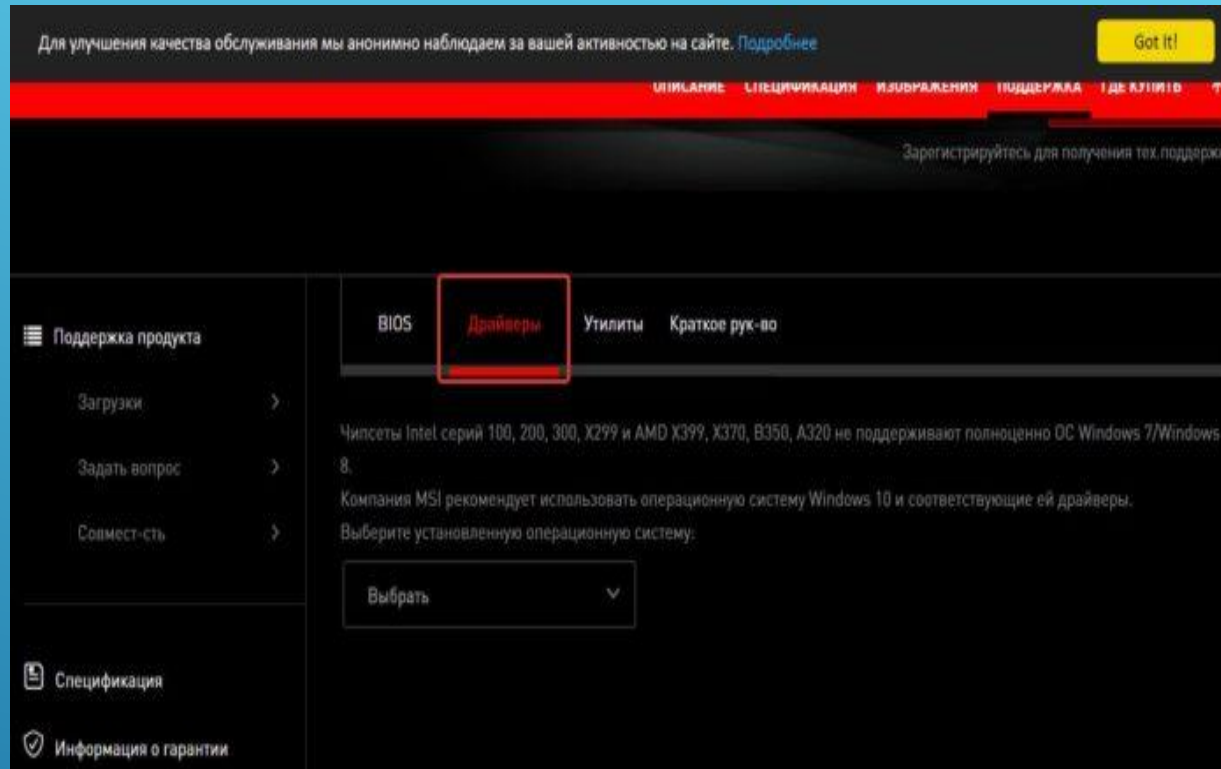 Для улучшения качества обслуживания мы анонимно наблюдаем за вашей активностью на сайте. Подробнее
Got It!
ОПИСАНИЕ СПЕЦИФИКАЦИЯ ИЗОБРАЖЕНИЯ ПОДДЕРЖКА ГДЕ КУПИТЬ
Зарегистрируйтесь для получения тех.поддержк
Поддержка продукта
Загрузки
Задать вопрос
Совмест-сть
Спецификация
Информация о гарантии
BIOS Драйверы Утилиты Краткое рук-во
Чипсеты Intel серий 100, 200, 300, X299 и AMD X399, X370, B350, A320 не поддерживают полноценно ОС Windows 7/Windows
8.
Компания MSI рекомендует использовать операционную систему Windows 10 и соответствующие ей драйверы.
Выберите установленную операционную систему:
Выбрать